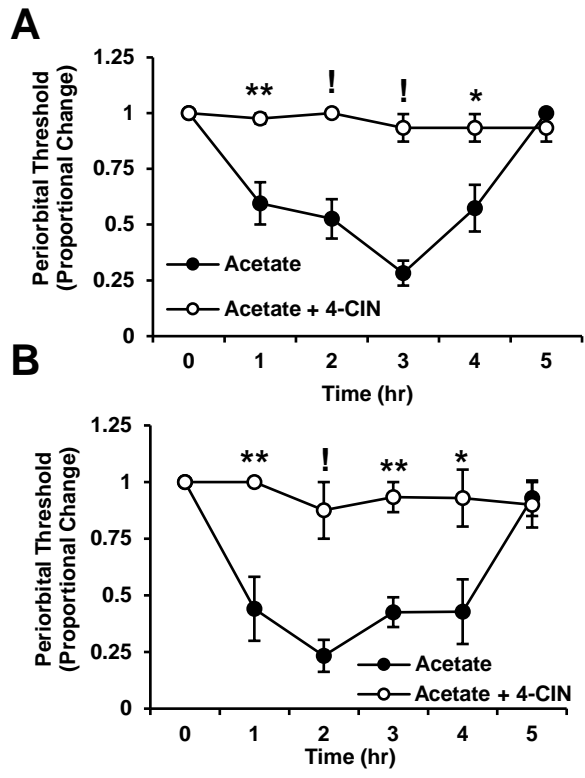 A
Periorbital Threshold
(Proportional Change)
1.25
1
0.75
0.5
0.25
0
** ! ! *
Acetate
Acetate + 4-CIN
0 1 2 3 4 5
Time (hr)
B
Periorbital Threshold
(Proportional Change)
1.25
1
0.75
0.5
0.25
0
** ! ** *
Acetate
Acetate + 4-CIN
0 1 2 3 4 5
Time (hr)